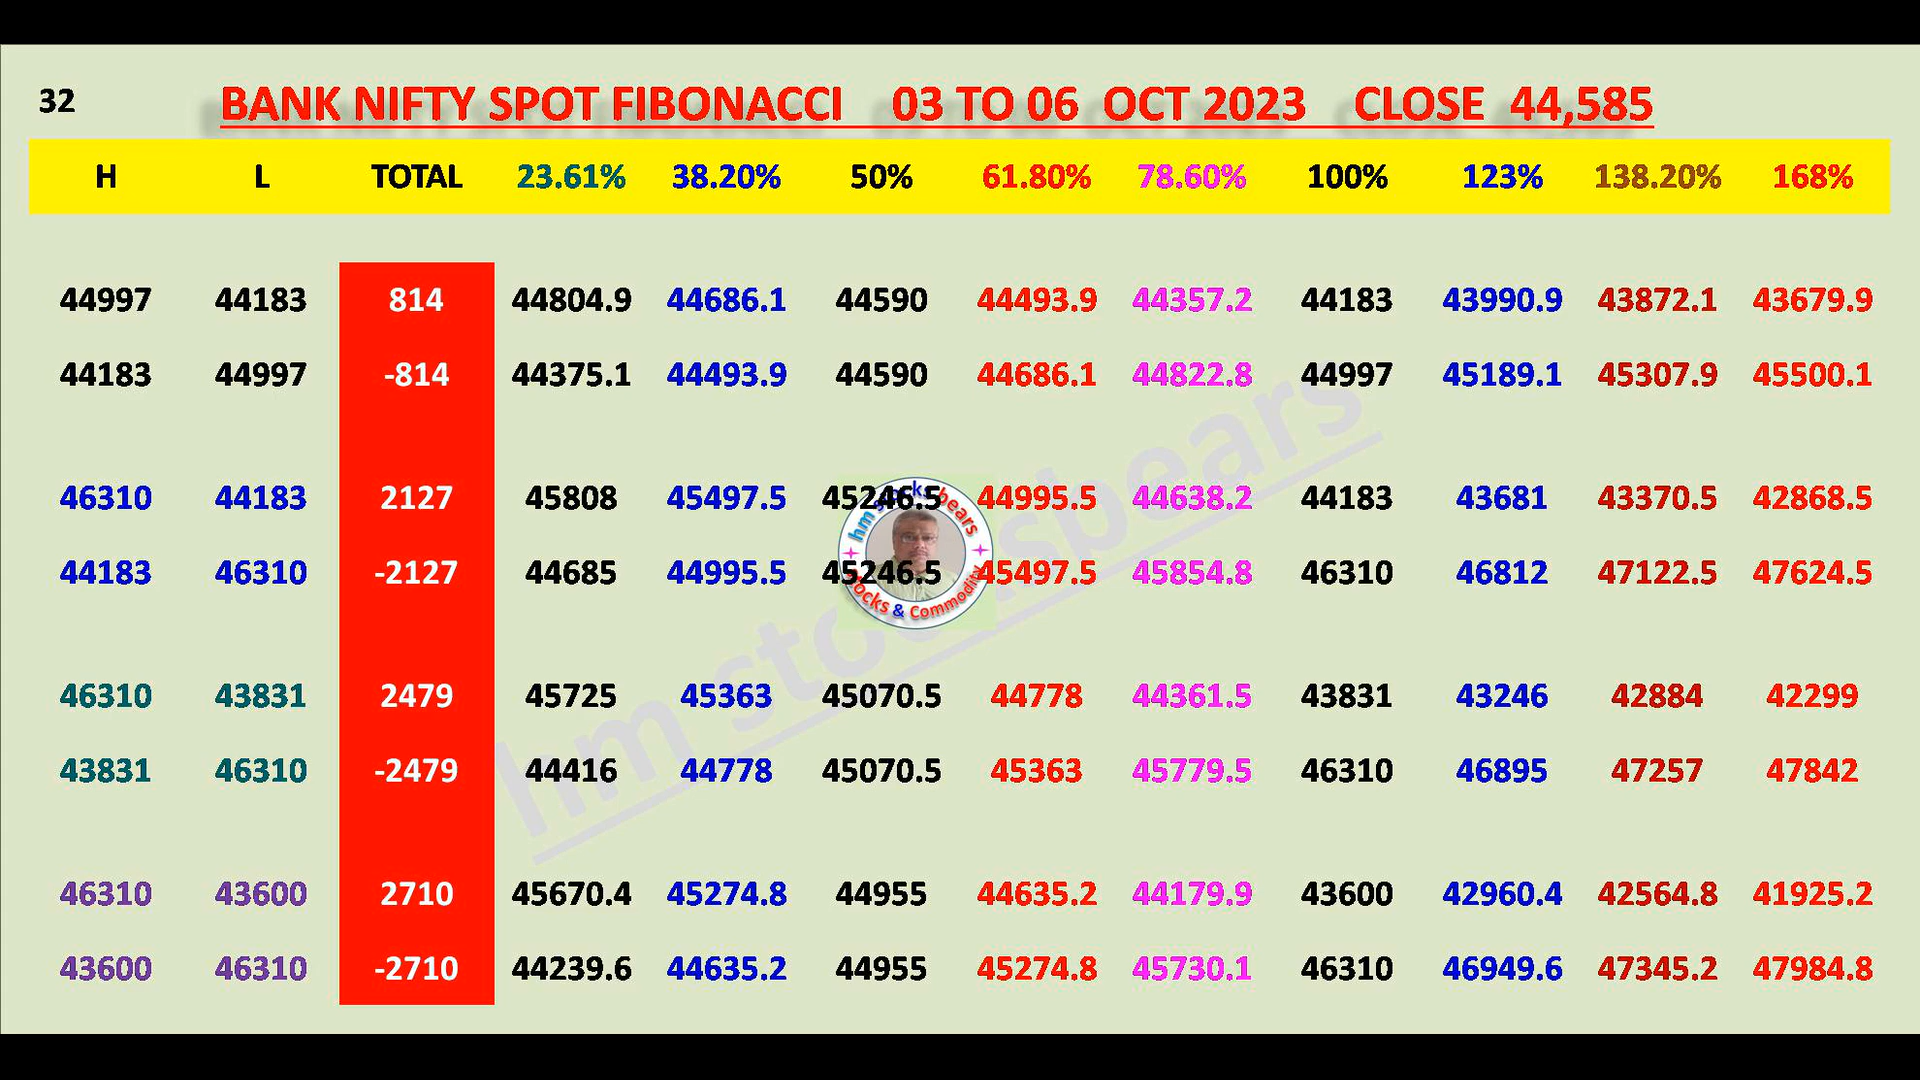 32 BANK NIFTY SPOT FIBONACCI 03 TO 06 OCT 2023 CLOSE 44,585
H L TOTAL 23.61% 38.20% 50% 61.80% 78.60% 100% 123% 138.20% 168%
44997 44183 814 44804.9 44686.1 44590 44493.9 44357.2 44183 43990.9 43872.1 43679.9
44183 44997 -814 44375.1 44493.9 44590 44686.1 44822.8 44997 45189.1 45307.9 45500.1
46310 44183 2127 45808 45497.5 45246.5 44995.5 44638.2 44183 43681 43370.5 42868.5
44183 46310 -2127 44685 44995.5 45246.5 45497.5 45854.8 46310 46812 47122.5 47624.5
46310 43831 2479 45725 45363 45070.5 44778 44361.5 43831 43246 42884 42299
43831 46310 -2479 44416 44778 45070.5 45363 45779.5 46310 46895 47257 47842
46310 43600 2710 45670.4 45274.8 44955 44635.2 44179.9 43600 42960.4 42564.8 41925.2
43600 46310 -2710 44239.6 44635.2 44955 45274.8 45730.1 46310 46949.6 47345.2 47984.8
hm
bears
& Commodity
hm